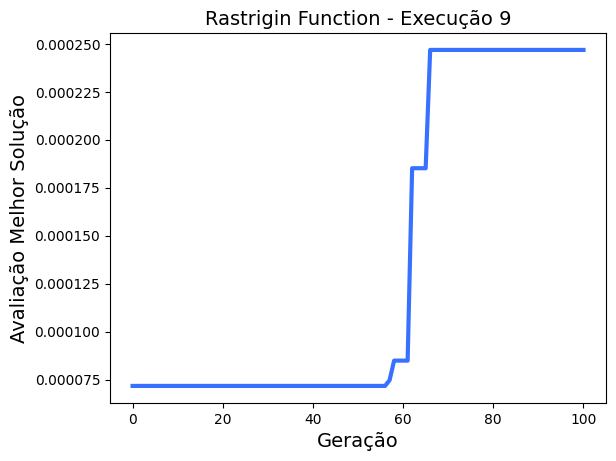 Rastrigin Function - Execução 9
Avaliação Melhor Solução
0.000250
0.000225
0.000200
0.000175
0.000150
0.000125
0.000100
0.000075
0 20 40 60 80 100
Geração